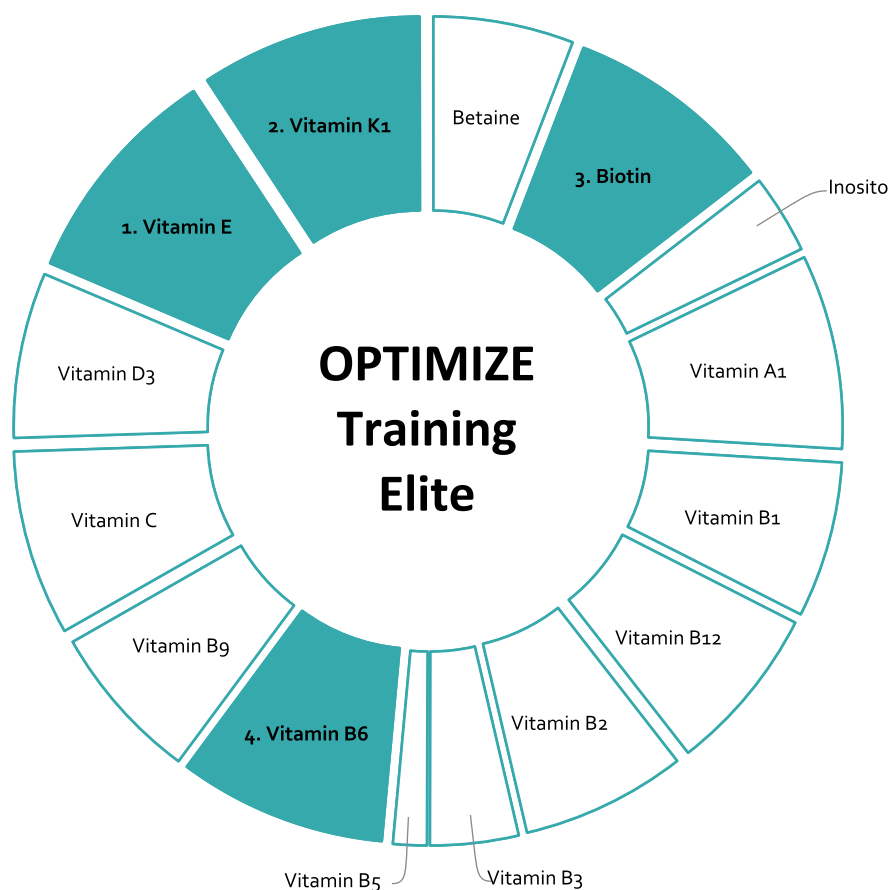 2. Vitamin K1
Betaine
3. Biotin
Inosito
1. Vitamin E
Vitamin D3
OPTIMIZE
Training
Elite
Vitamin A1
Vitamin C
Vitamin B1
Vitamin B9
Vitamin B12
4. Vitamin B6
Vitamin B2
Vitamin B5
Vitamin B3